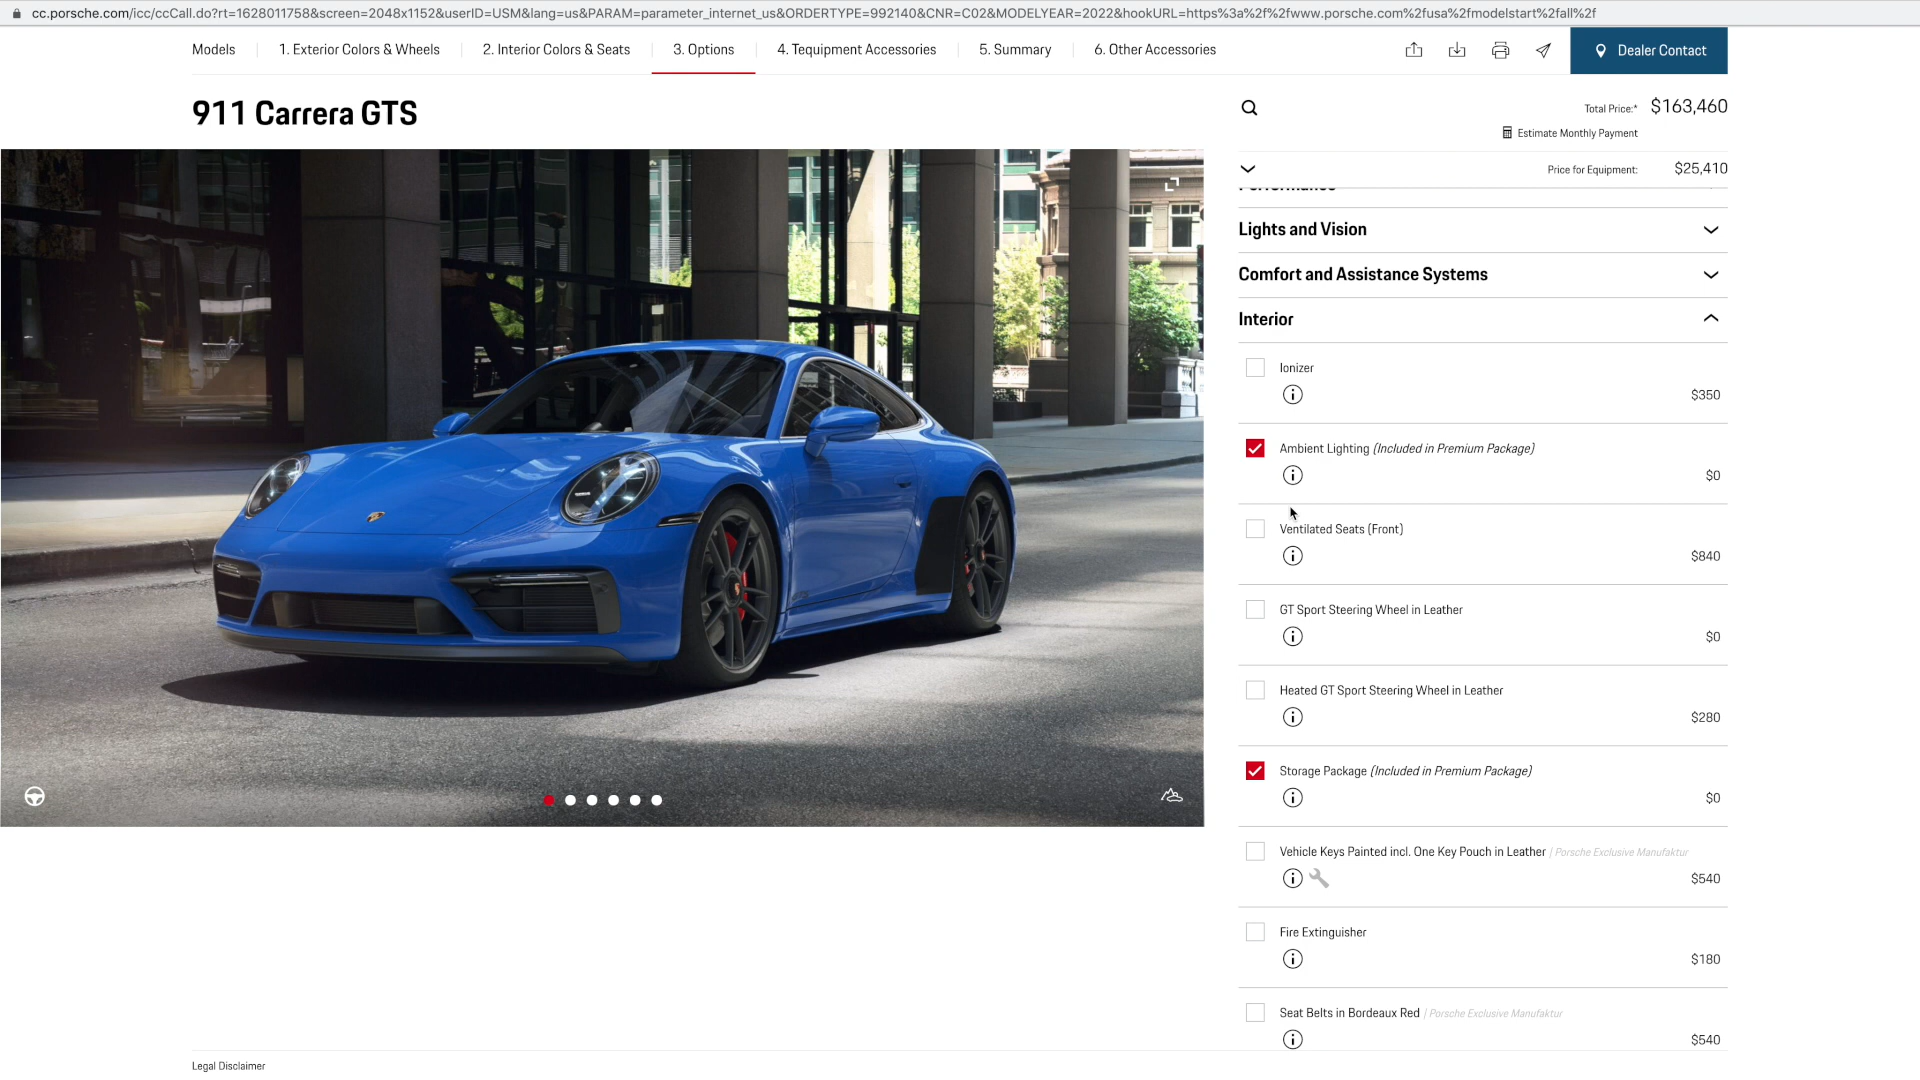 cc.porsche.com/icc/ccCall.do?rt=1628011758&screen=2048x1152&userID=USM&lang=us&PARAM=parameter_internet_us&ORDERTYPE=992140&CNR=C02&MODELYEAR=2022&hookURL=https%3a%2f%2fwww.porsche.com%2fusa%2fmodelstart%2fall%2f
Models 1. Exterior Colors & Wheels 2. Interior Colors & Seats 3. Options 4. Tequipment Accessories 5. Summary 6. Other Accessories Dealer Contact
911 Carrera GTS
Total Price:* $163,460
Estimate Monthly Payment
Price for Equipment: $25,410
Performance
Lights and Vision
Comfort and Assistance Systems
Interior
Ionizer
$350
Ambient Lighting (Included in Premium Package)
$0
Ventilated Seats (Front)
$840
GT Sport Steering Wheel in Leather
$0
Heated GT Sport Steering Wheel in Leather
$280
Storage Package (Included in Premium Package)
$0
Vehicle Keys Painted incl. One Key Pouch in Leather | Porsche Exclusive Manufaktur
$540
Fire Extinguisher
$180
Seat Belts in Bordeaux Red | Porsche Exclusive Manufaktur
$540
Legal Disclaimer